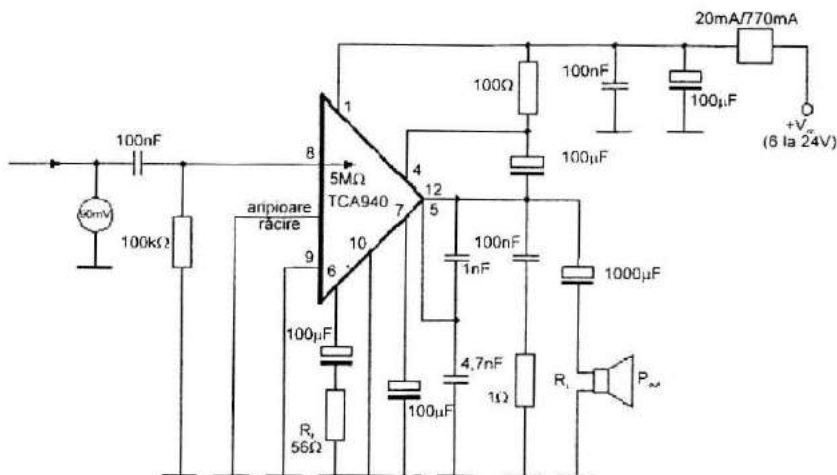 20mA/770mA
100Ω
100nF
100µF
1
+V
(6 la 24V)
100nF
8
4
100µF
5MΩ
TCA940
12
5
90mV
aripioare
răcire
7
100kΩ
10
100nF
1nF
9
6
1000µF
100µF
4,7nF
1Ω
R
P
100µF
R
56Ω